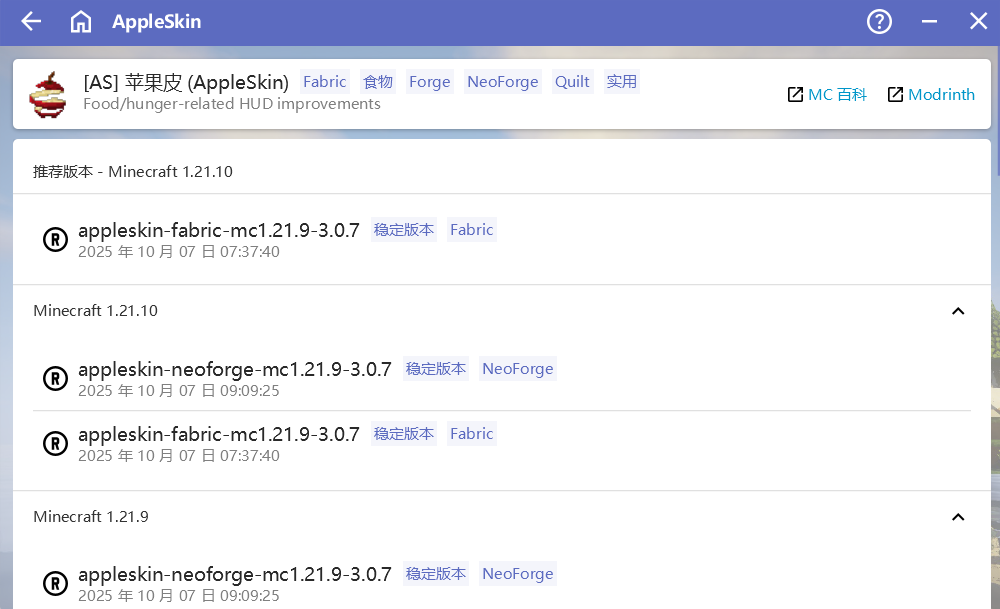 AppleSkin
[AS] 苹果皮 (AppleSkin) Fabric 食物 Forge NeoForge Quilt 实用
Food/hunger-related HUD improvements
MC 百科 Modrinth
推荐版本 - Minecraft 1.21.10
appleskin-fabric-mc1.21.9-3.0.7 稳定版本 Fabric
2025 年 10 月 07 日 07:37:40
Minecraft 1.21.10
appleskin-neoforge-mc1.21.9-3.0.7 稳定版本 NeoForge
2025 年 10 月 07 日 09:09:25
appleskin-fabric-mc1.21.9-3.0.7 稳定版本 Fabric
2025 年 10 月 07 日 07:37:40
Minecraft 1.21.9
appleskin-neoforge-mc1.21.9-3.0.7 稳定版本 NeoForge
2025 年 10 月 07 日 09:09:25